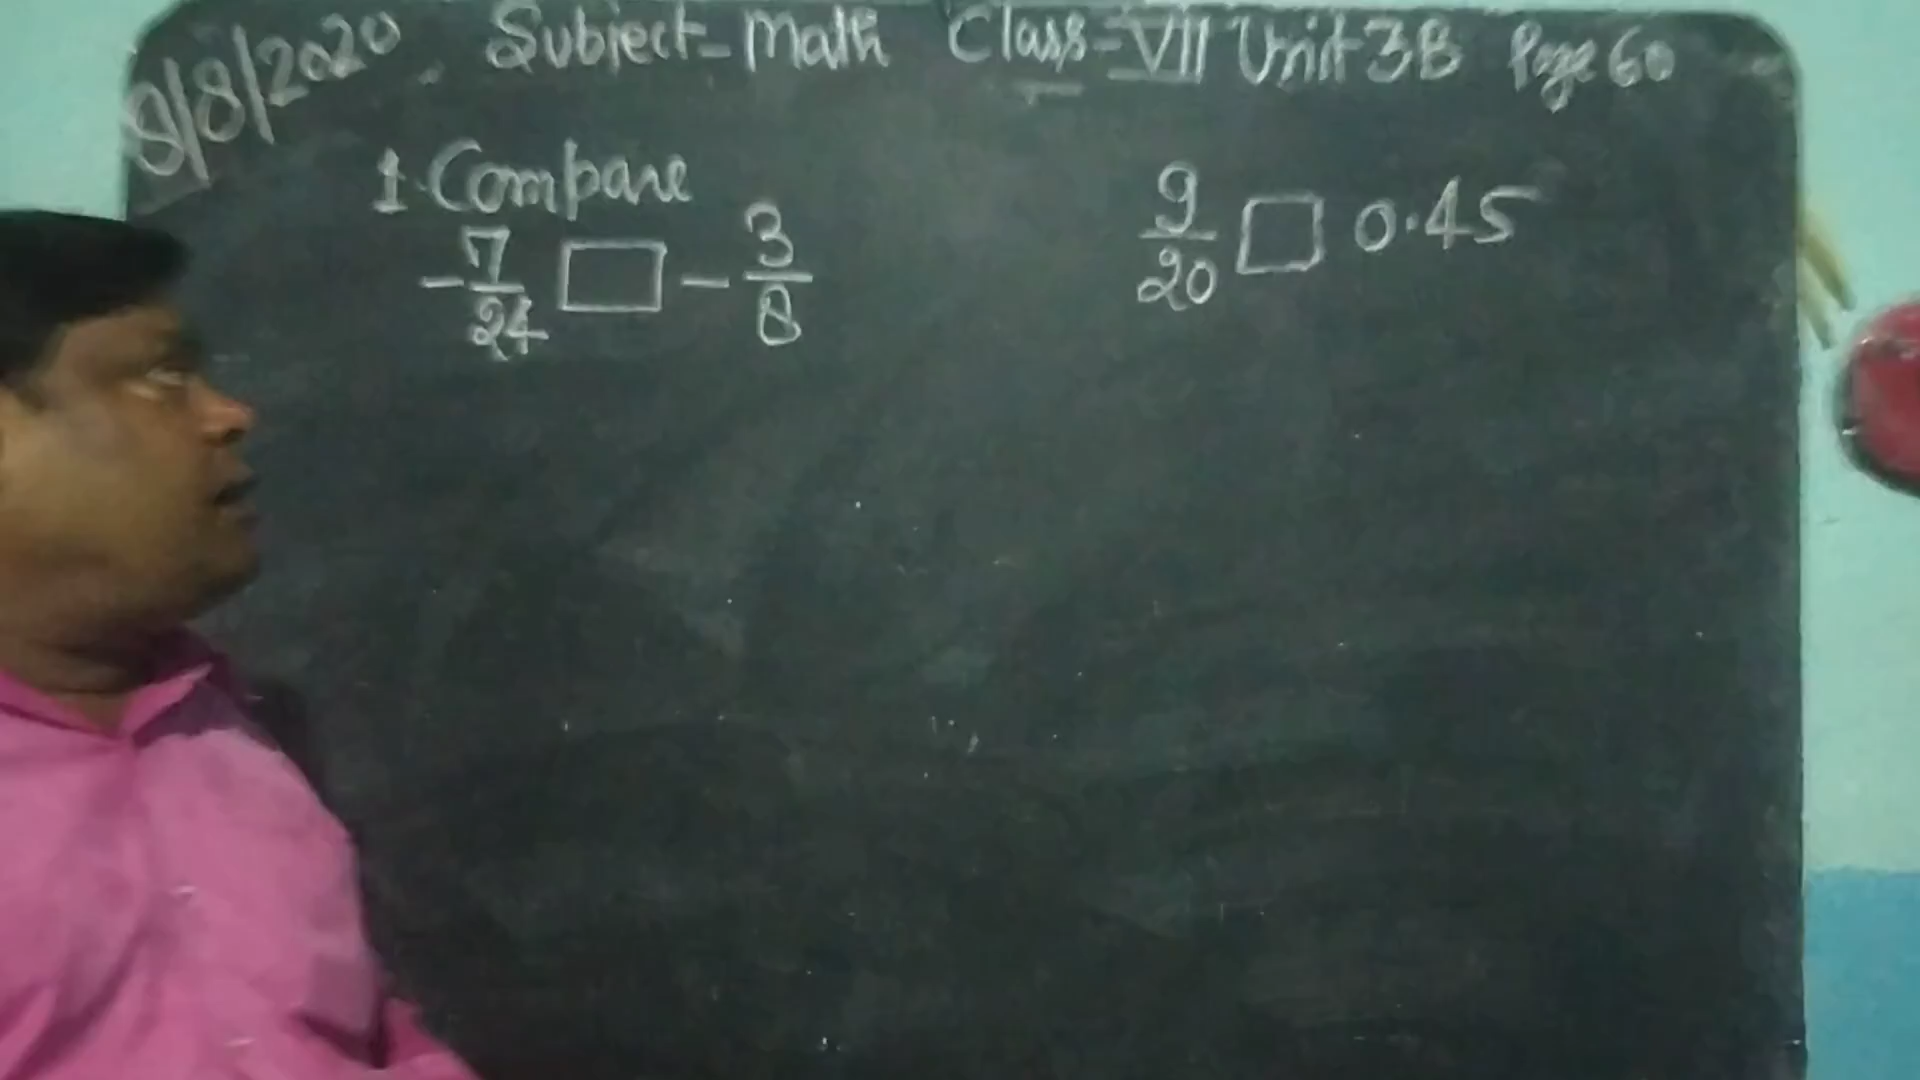 9/8/2020 Subject-Math Class-VII Unit 3B Page 60
1. Compare
-7/24 □ -3/8
9/20 □ 0.45